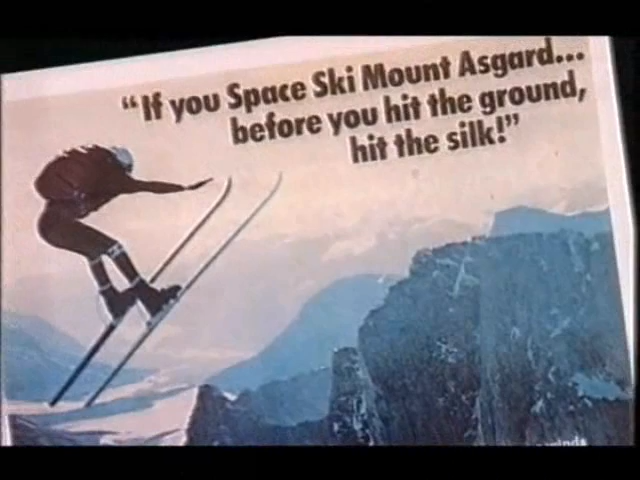 "If you Space Ski Mount Asgard...
before you hit the ground,
hit the silk!"